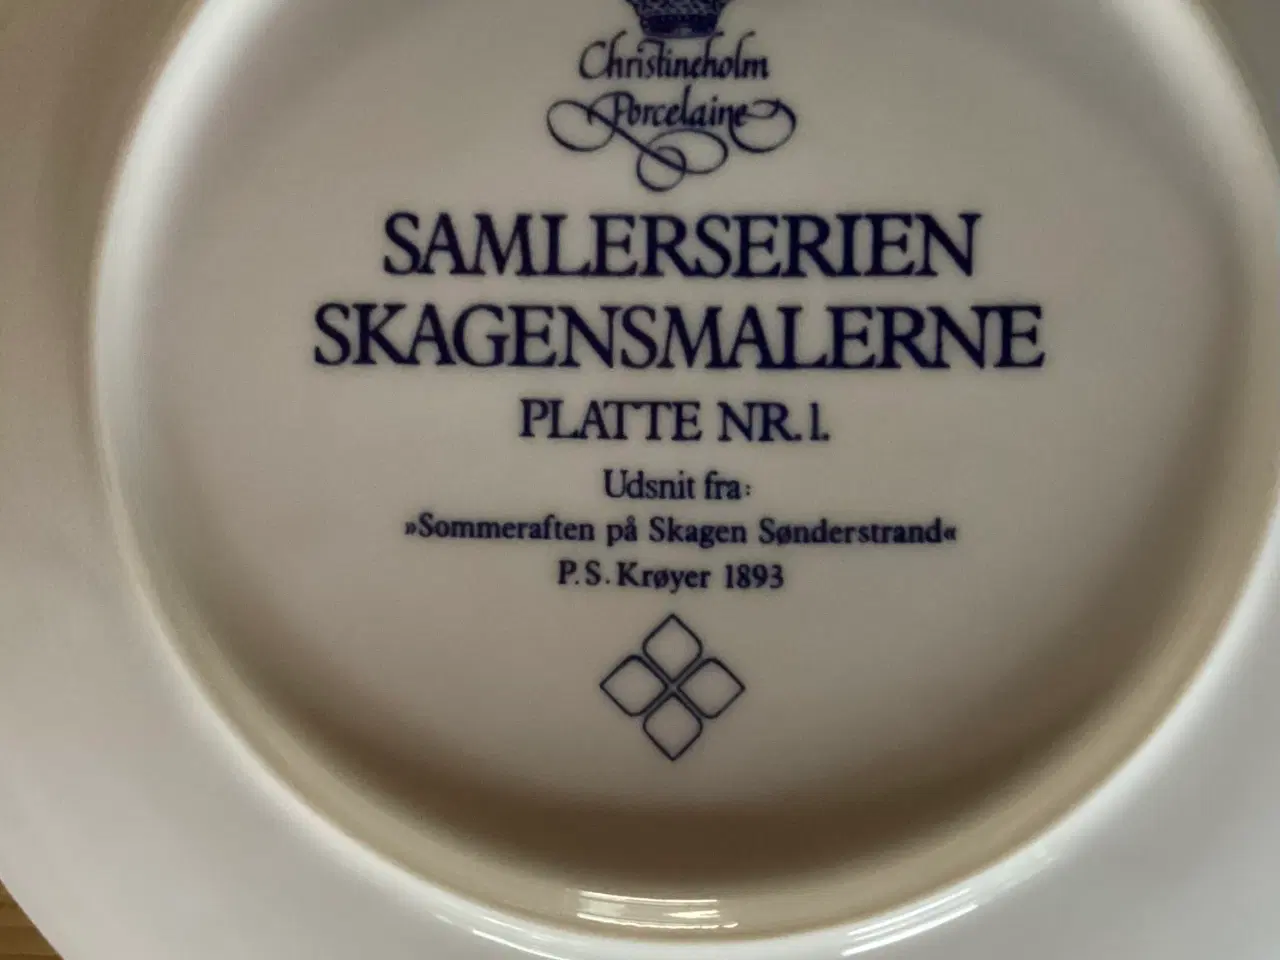 Christineholm
Porcelaine
SAMLERSERIEN
SKAGENSMALERNE
PLATTE NR. 1.
Udsnit fra:
»Sommeraften på Skagen Sønderstrand«
P. S. Krøyer 1893